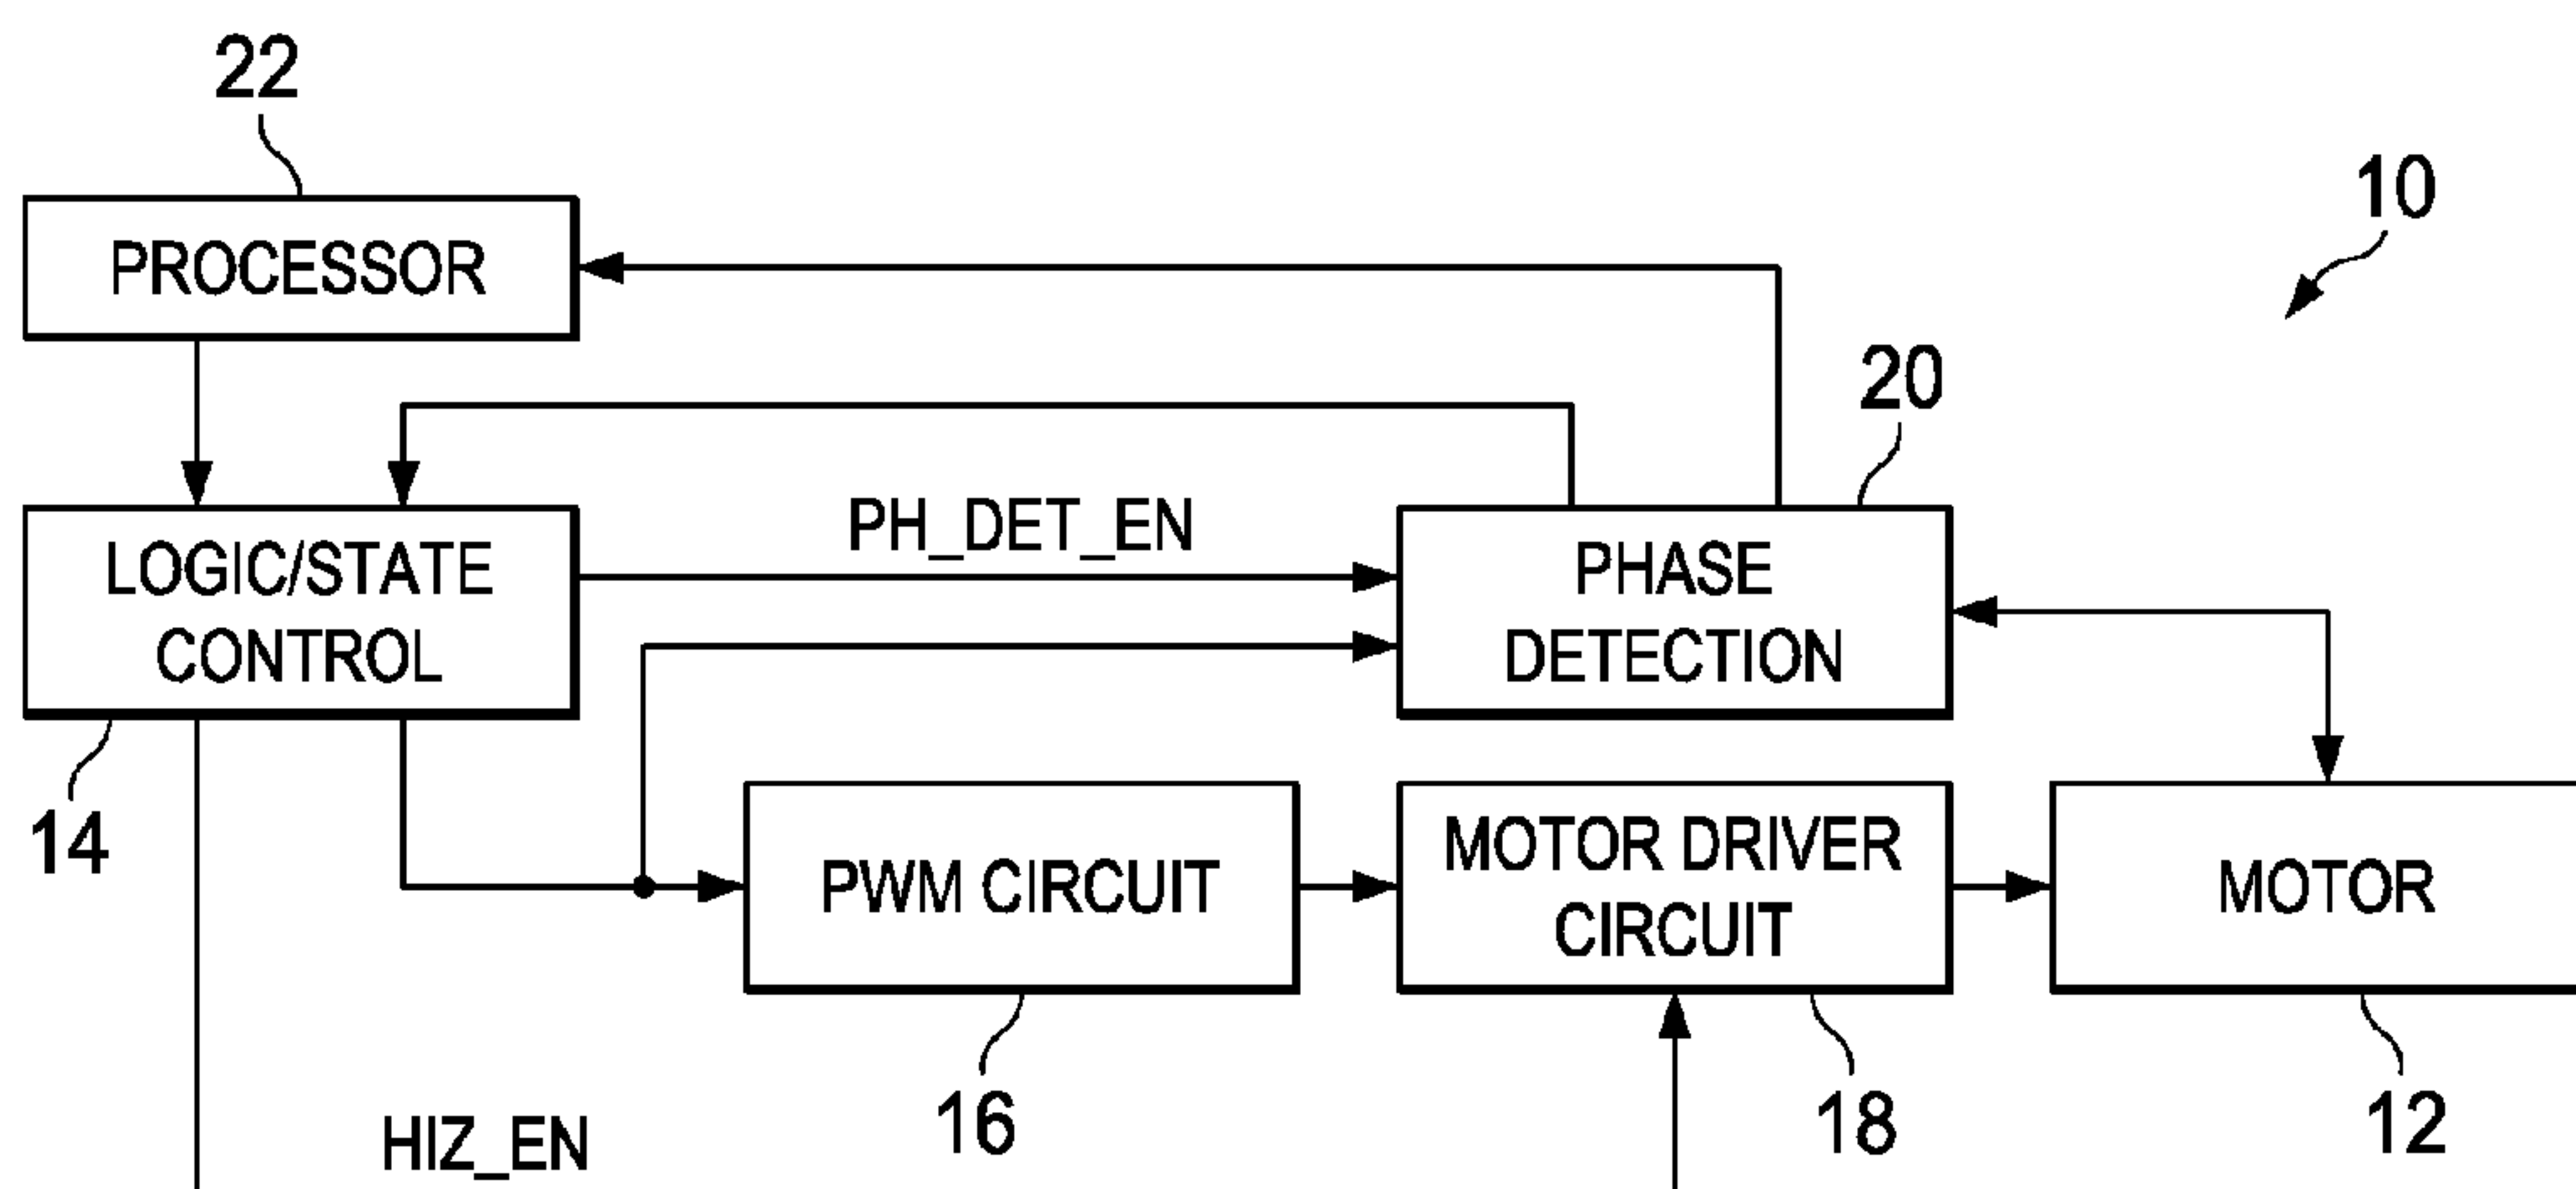 22
10
PROCESSOR
20
LOGIC/STATE
CONTROL
PH_DET_EN
PHASE
DETECTION
14
PWM CIRCUIT
MOTOR DRIVER
CIRCUIT
MOTOR
16
18
12
HIZ_EN